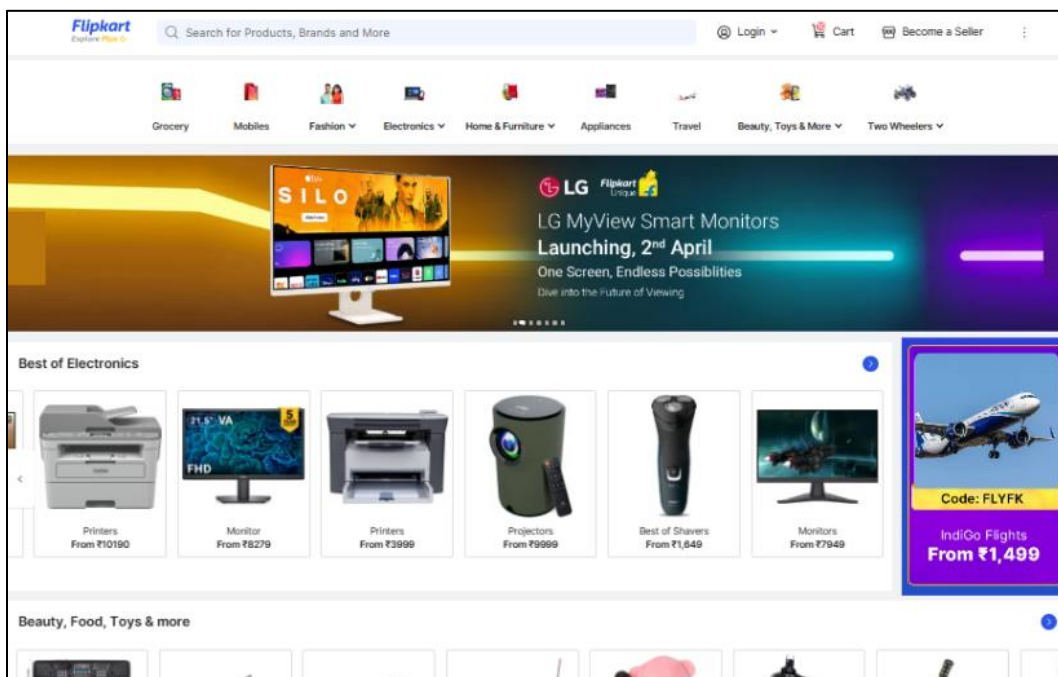 Flipkart
Explore Plus
Search for Products, Brands and More
Login
Cart
Become a Seller
Grocery
Mobiles
Fashion
Electronics
Home & Furniture
Appliances
Travel
Beauty, Toys & More
Two Wheelers
tv+
SILO
LG
Flipkart
Unique
LG MyView Smart Monitors
Launching, 2nd April
One Screen, Endless Possiblities
Dive into the Future of Viewing
Best of Electronics
21.5" VA
5
FHD
Printers
From ₹10190
Monitor
From ₹8279
Printers
From ₹3999
Projectors
From ₹9999
Best of Shavers
From ₹1,649
Monitors
From ₹7949
Code: FLYFK
IndiGo Flights
From ₹1,499
Beauty, Food, Toys & more